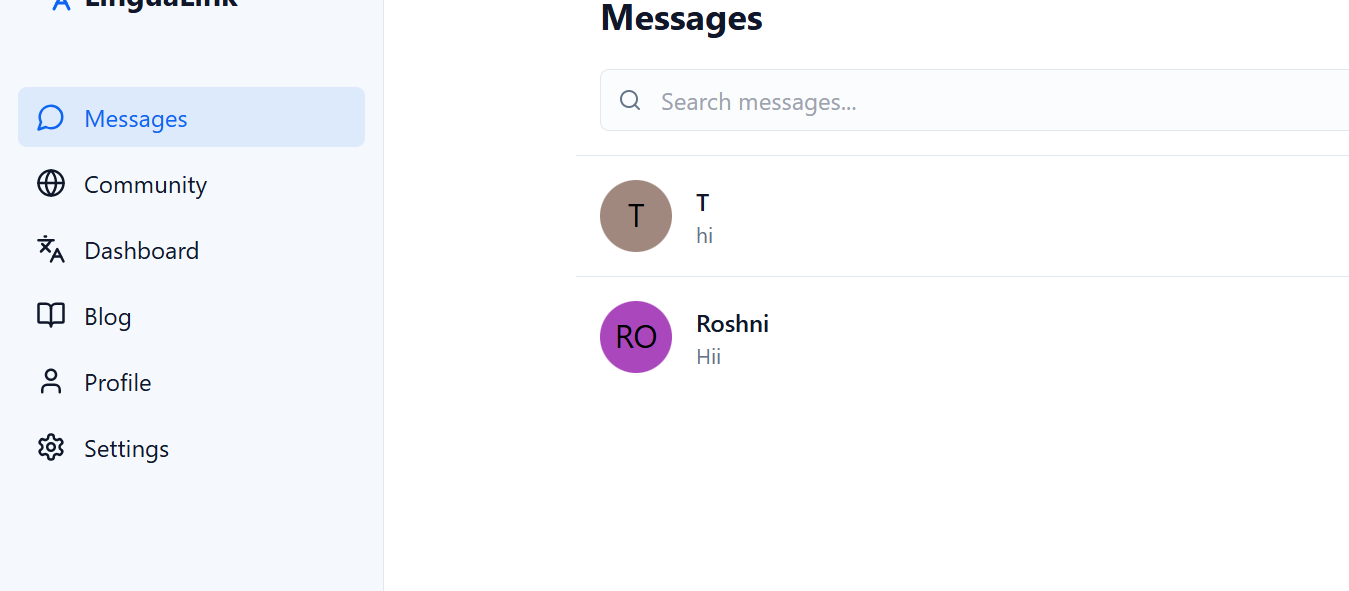 LinguaLink
Messages
Community
Dashboard
Blog
Profile
Settings
Messages
Search messages...
T
T
hi
RO
Roshni
Hii